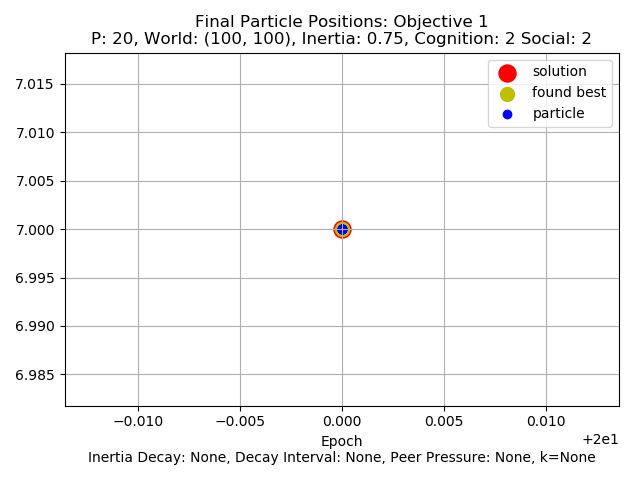 Final Particle Positions: Objective 1
P: 20, World: (100, 100), Inertia: 0.75, Cognition: 2 Social: 2
solution
found best
particle
7.015
7.010
7.005
7.000
6.995
6.990
6.985
−0.010 −0.005 0.000 0.005 0.010
+2e1
Epoch
Inertia Decay: None, Decay Interval: None, Peer Pressure: None, k=None